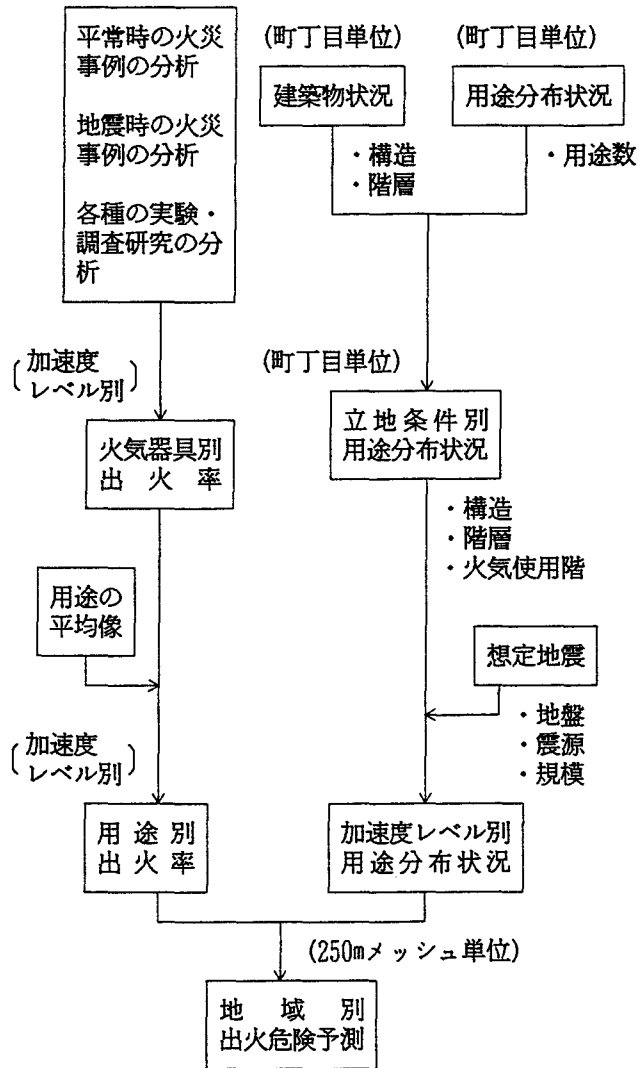 平常時の火災
事例の分析
地震時の火災
事例の分析
各種の実験・
調査研究の分
析
(町丁目単位)
建築物状況
・構造
・階層
(町丁目単位)
用途分布状況
・用途数
加速度
レベル別
火気器具別
出火率
用途の
平均像
加速度
レベル別
用途別
出火率
(町丁目単位)
立地条件別
用途分布状況
・構造
・階層
・火気使用階
想定地震
・地盤
・震源
・規模
加速度レベル別
用途分布状況
(250mメッシュ単位)
地域別
出火危険予測